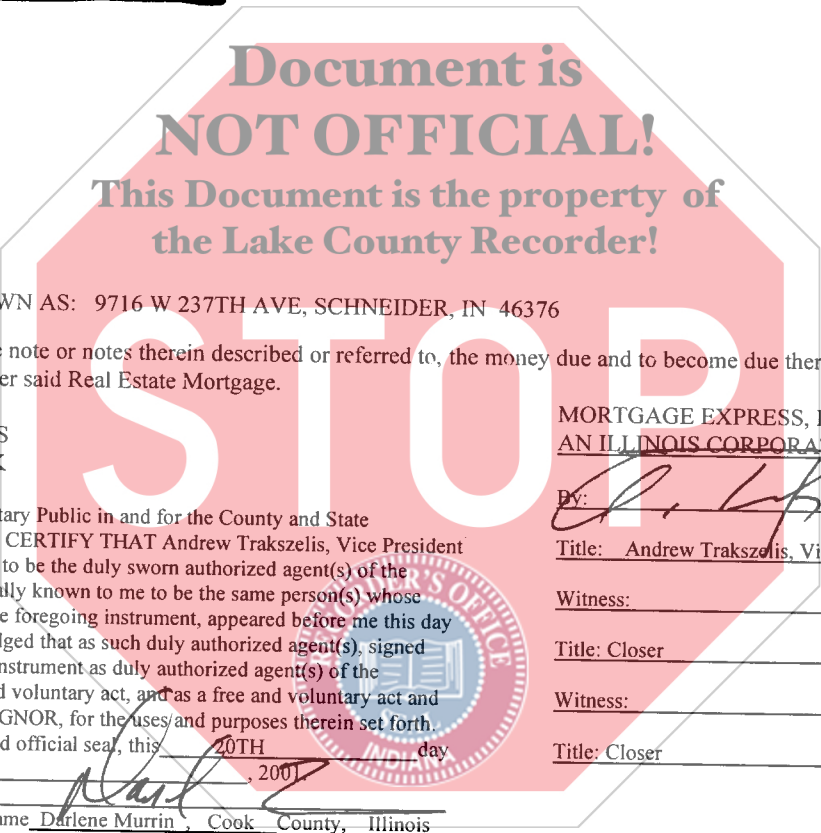 Document is
NOT OFFICIAL!
This Document is the property of
the Lake County Recorder!
WN AS: 9716 W 237TH AVE, SCHNEIDER, IN 46376
note or notes therein described or referred to, the money due and to become due ther
er said Real Estate Mortgage.
STOP
MORTGAGE EXPRESS,
AN ILLINOIS CORPORA
By:
Title: Andrew Trakszelis, Vi
Witness:
Title: Closer
Witness:
Title: Closer
S
tary Public in and for the County and State
CERTIFY THAT Andrew Trakszelis, Vice President
to be the duly sworn authorized agent(s) of the
lly known to me to be the same person(s) whose
e foregoing instrument, appeared before me this day
lged that as such duly authorized agent(s), signed
nstrument as duly authorized agent(s) of the
d voluntary act, and as a free and voluntary act and
GNOR, for the uses and purposes therein set forth.
d official seal, this 20TH day
, 2001.
me Darlene Murrin , Cook County, Illinois
RECORDER'S OFFICE
INDIANA